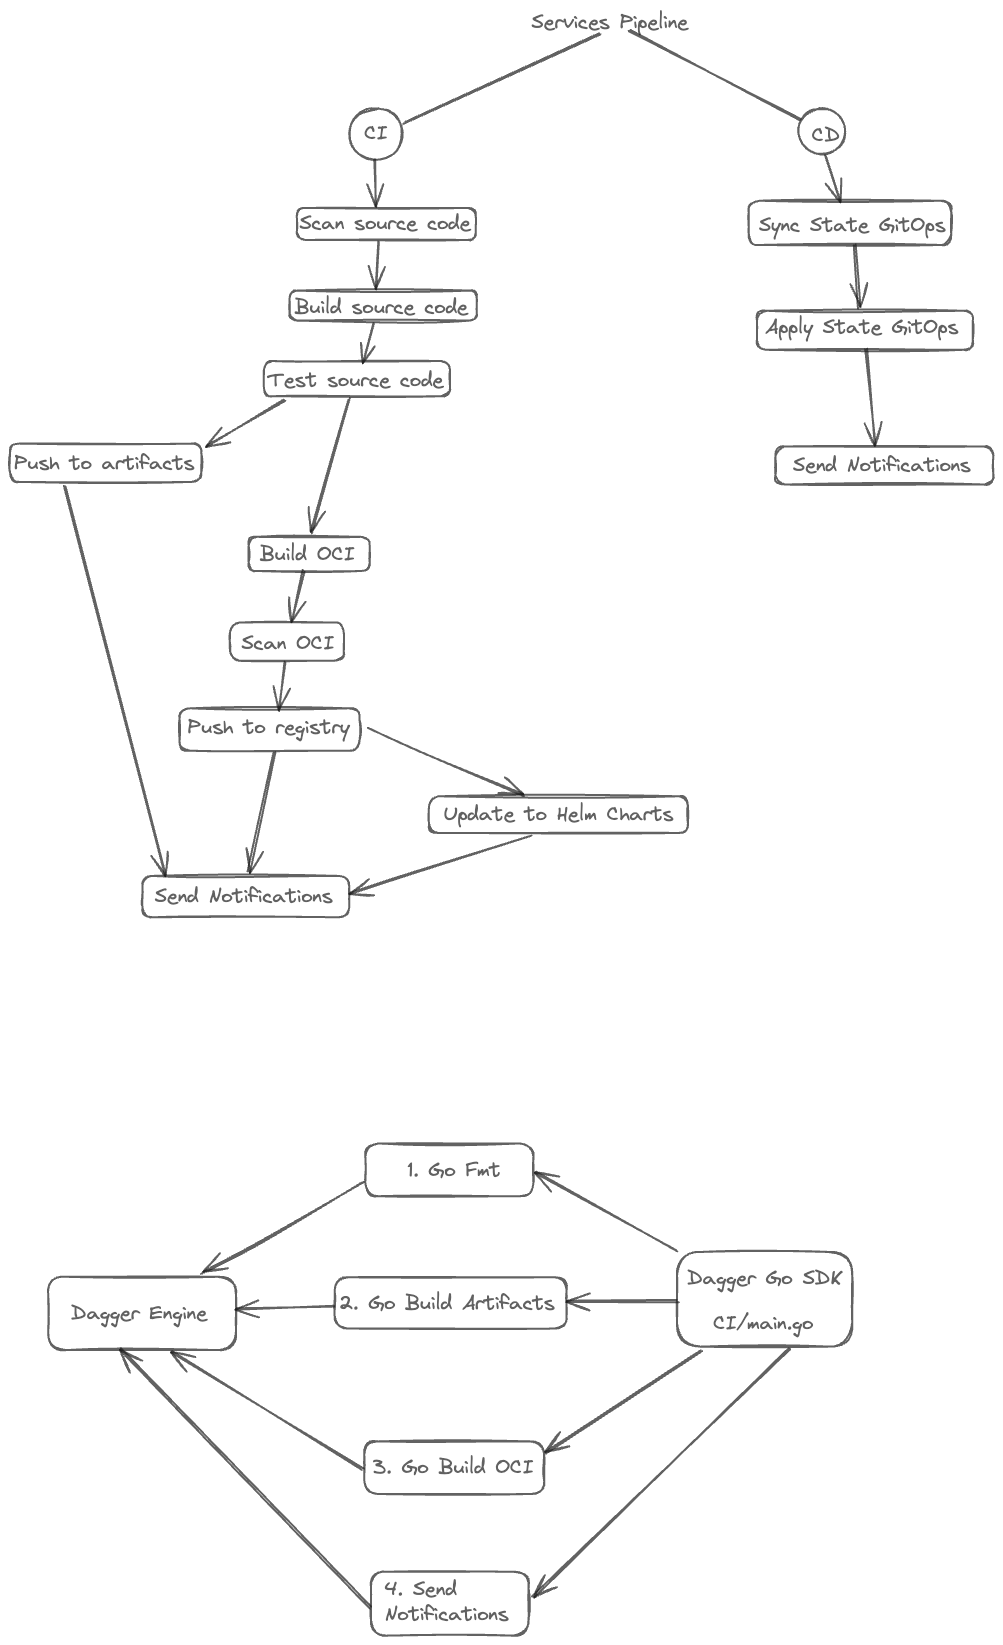 Services Pipeline
CI
CD
Scan source code
Sync State GitOps
Build source code
Apply State GitOps
Test source code
Push to artifacts
Send Notifications
Build OCI
Scan OCI
Push to registry
Update to Helm Charts
Send Notifications
1. Go Fmt
Dagger Go SDK
CI/main.go
Dagger Engine
2. Go Build Artifacts
3. Go Build OCI
4. Send
Notifications